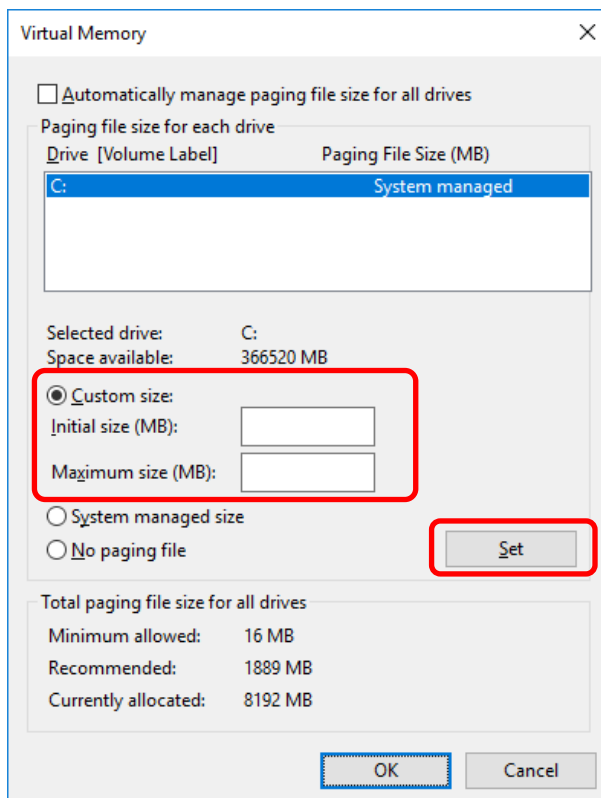 Virtual Memory
Automatically manage paging file size for all drives
Paging file size for each drive
Drive [Volume Label] Paging File Size (MB)
C: System managed
Selected drive: C:
Space available: 366520 MB
Custom size:
Initial size (MB):
Maximum size (MB):
System managed size
No paging file Set
Total paging file size for all drives
Minimum allowed: 16 MB
Recommended: 1889 MB
Currently allocated: 8192 MB
OK Cancel